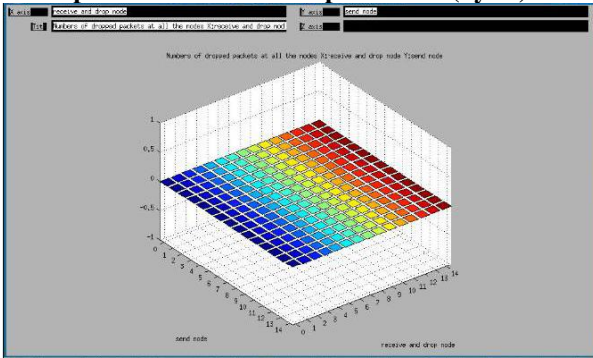 X axis receive and drop node Y axis send node
Tit Numbers of dropped packets at all the nodes X:receive and drop nod Z axis
Numbers of dropped packets at all the nodes X:receive and drop node Y:send node
1
0.5
0
-0.5
-1
0 1 2 3 4 5 6 7 8 9 10 11 12 13 14
0 1 2 3 4 5 6 7 8 9 10 11 12 13 14
send node
receive and drop node